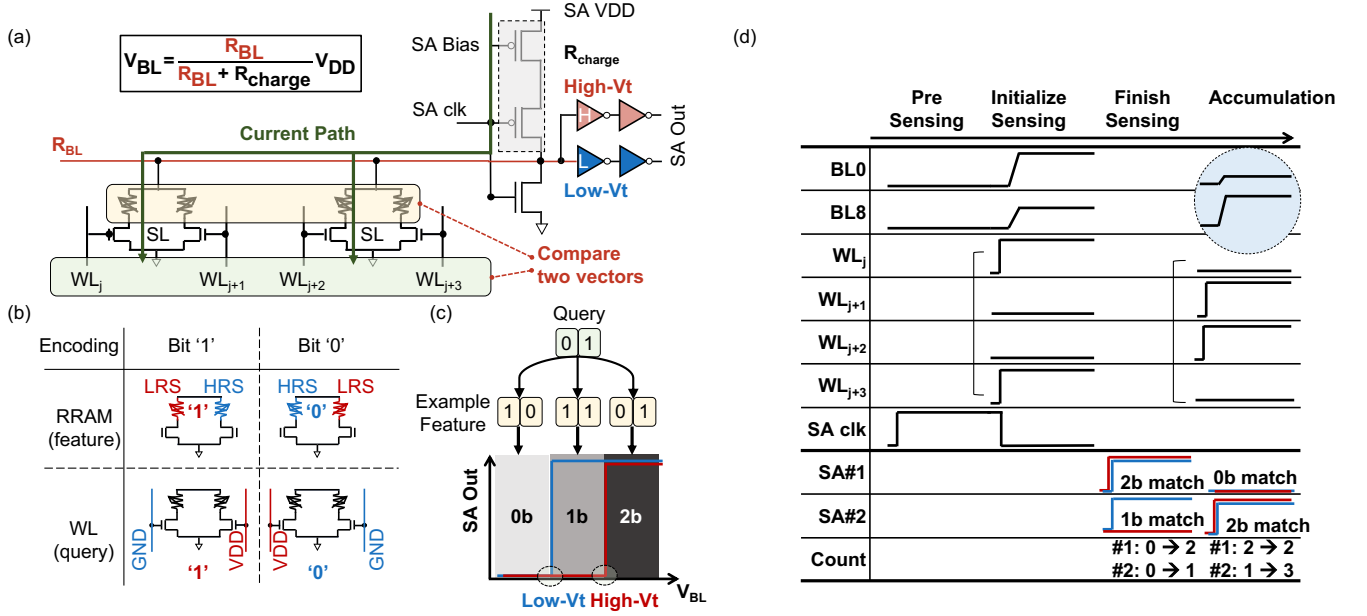 (a)
V_BL = R_BL / (R_BL + R_charge) V_DD
SA VDD
SA Bias
R_charge
High-Vt
SA clk
H
SA Out
Current Path
R_BL
L
Low-Vt
SL
SL
WL_j
WL_j+1
WL_j+2
WL_j+3
Compare
two vectors
(b)
Encoding
Bit ‘1’
Bit ‘0’
RRAM
(feature)
LRS
HRS
‘1’
HRS
LRS
‘0’
WL
(query)
GND
VDD
‘1’
VDD
GND
‘0’
(c)
Query
0 1
Example
Feature
1 0
1 1
0 1
SA Out
0b
1b
2b
V_BL
Low-Vt
High-Vt
(d)
Pre
Sensing
Initialize
Sensing
Finish
Sensing
Accumulation
BL0
BL8
WL_j
WL_j+1
WL_j+2
WL_j+3
SA clk
SA#1
2b match
0b match
SA#2
1b match
2b match
Count
#1: 0 → 2
#1: 2 → 2
#2: 0 → 1
#2: 1 → 3